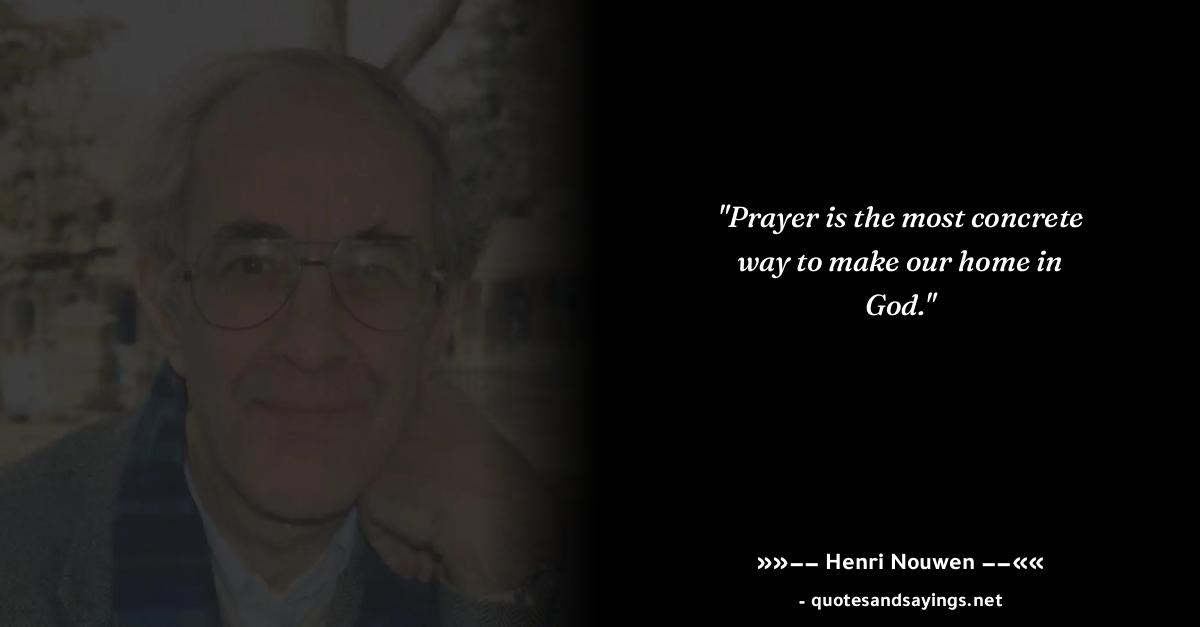 "Prayer is the most concrete
way to make our home in
God."
»»−− Henri Nouwen −−««
- quotesandsayings.net